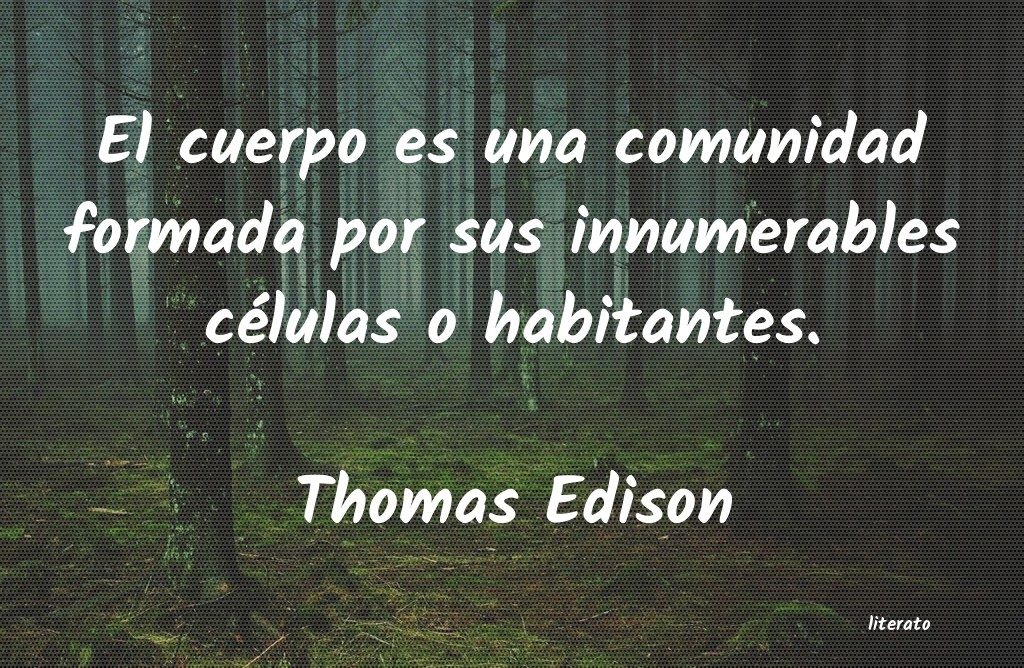 El cuerpo es una comunidad
formada por sus innumerables
células o habitantes.
Thomas Edison
literato